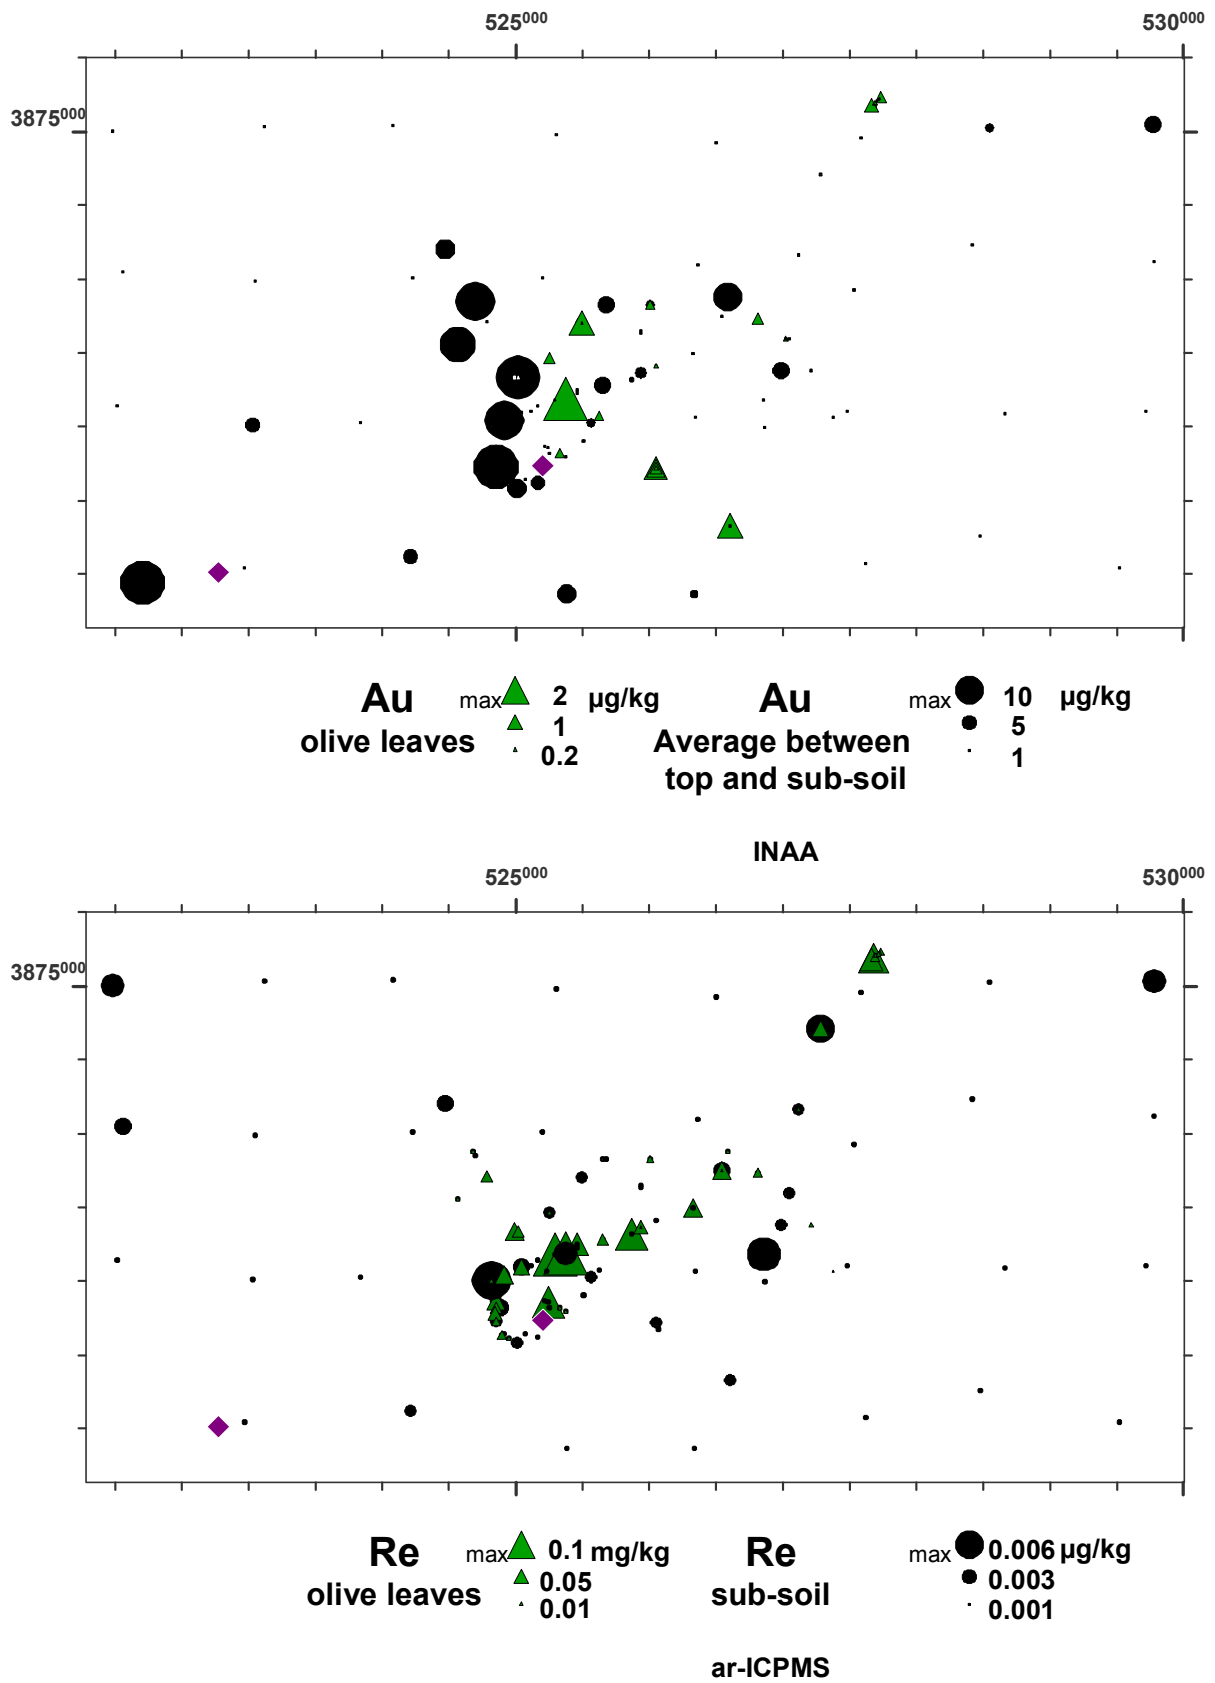 525000 530000
3875000
Au max 2 µg/kg Au max 10 µg/kg
olive leaves 1 Average between 5
0.2 top and sub-soil 1
INAA
525000 530000
3875000
Re max 0.1 mg/kg Re max 0.006 µg/kg
olive leaves 0.05 sub-soil 0.003
0.01 0.001
ar-ICPMS